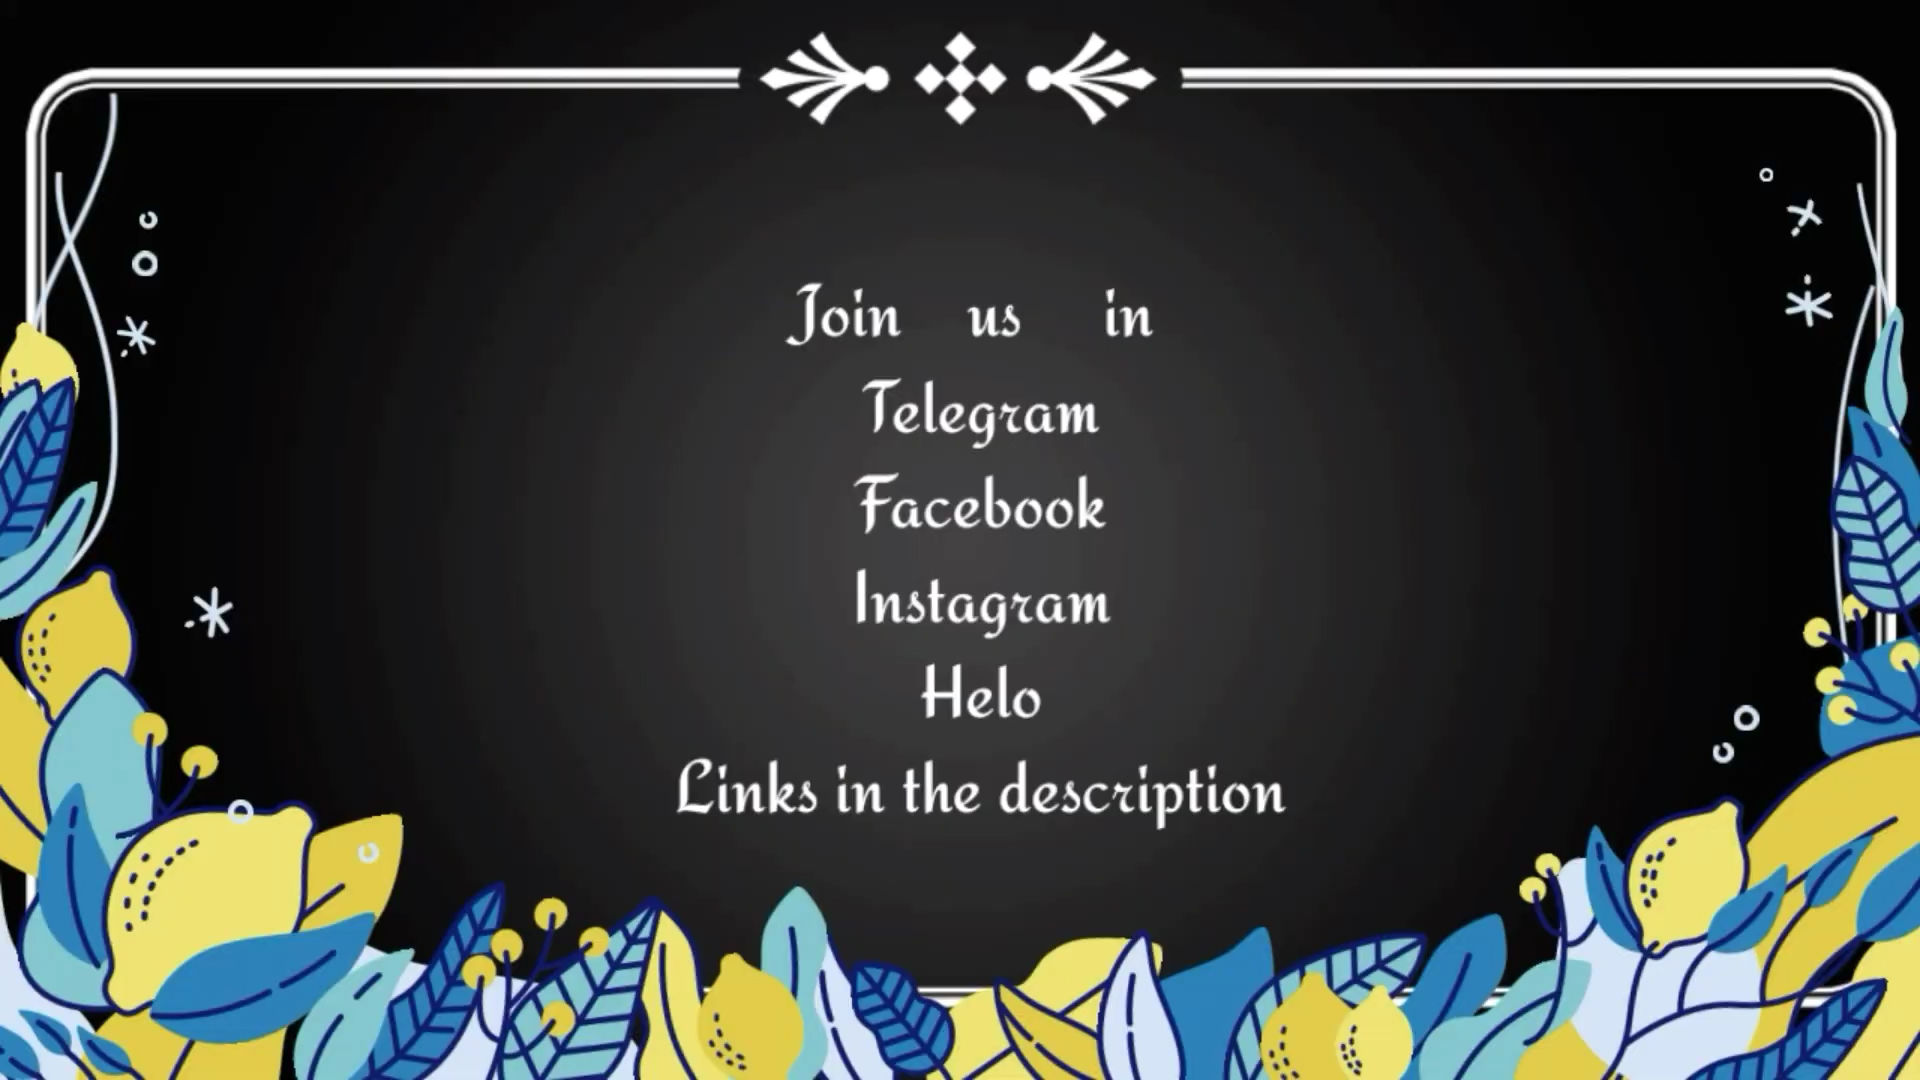 Join us in
Telegram
Facebook
Instagram
Helo
Links in the description